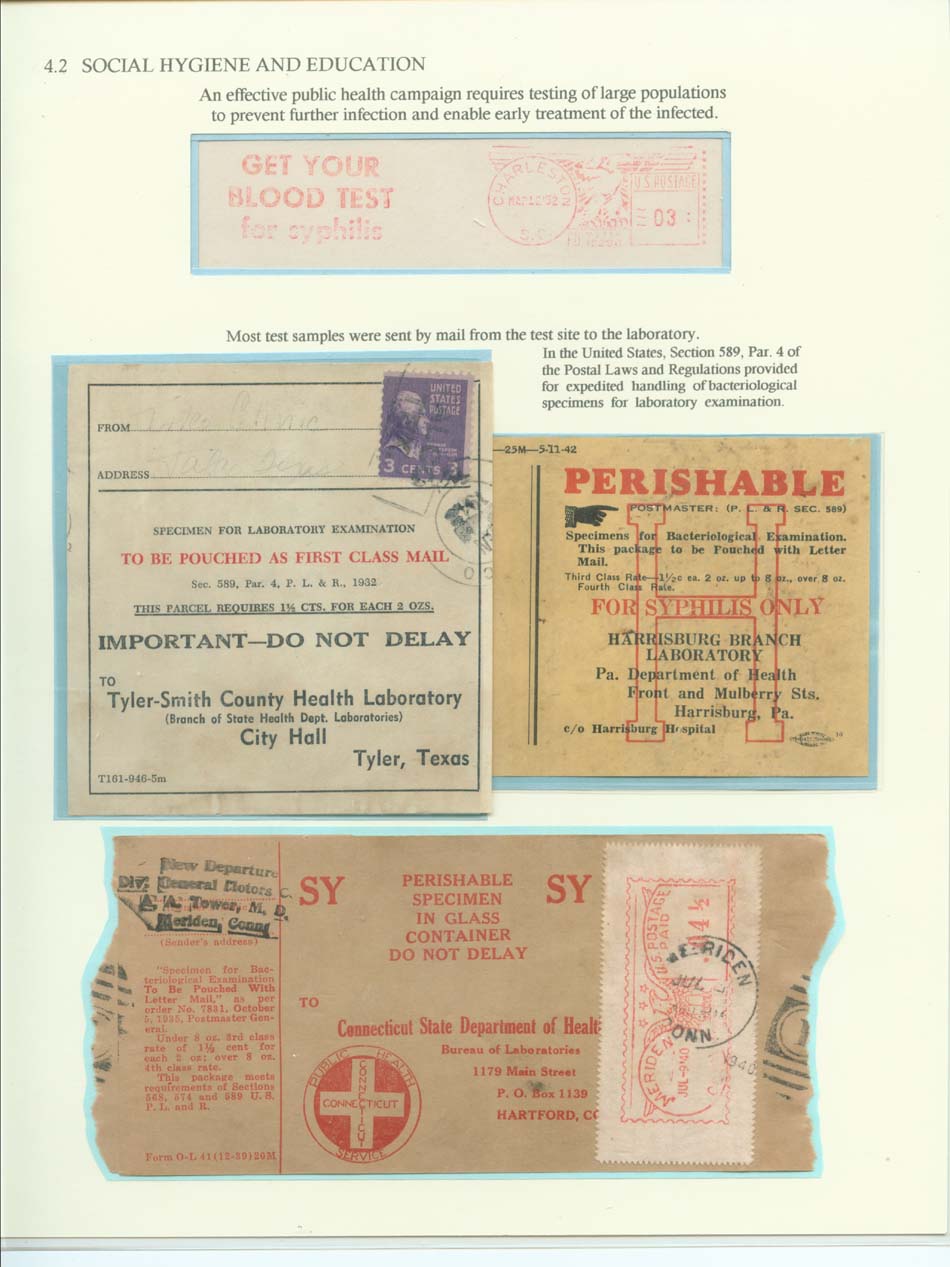 4.2 SOCIAL HYGIENE AND EDUCATION
An effective public health campaign requires testing of large populations
to prevent further infection and enable early treatment of the infected.
GET YOUR
BLOOD TEST
for syphilis
CHARLESTON
S.C.
U.S. POSTAGE
03
Most test samples were sent by mail from the test site to the laboratory.
In the United States, Section 589, Par. 4 of
the Postal Laws and Regulations provided
for expedited handling of bacteriological
specimens for laboratory examination.
FROM
ADDRESS
UNITED
STATES
POSTAGE
3 CENTS 3
SPECIMEN FOR LABORATORY EXAMINATION
TO BE POUCHED AS FIRST CLASS MAIL
Sec. 589, Par. 4, P. L. & R., 1932
THIS PARCEL REQUIRES 1½ CTS. FOR EACH 2 OZS.
IMPORTANT—DO NOT DELAY
TO
Tyler-Smith County Health Laboratory
(Branch of State Health Dept. Laboratories)
City Hall
Tyler, Texas
T161-946-5m
—25M—5-11-42
PERISHABLE
POSTMASTER: (P. L. & R. SEC. 589)
Specimens for Bacteriological Examination.
This package to be Pouched with Letter
Mail.
Third Class Rate—1½c ea. 2 oz. up to 8 oz., over 8 oz.
Fourth Class Rate.
FOR SYPHILIS ONLY
H
HARRISBURG BRANCH
LABORATORY
Pa. Department of Health
Front and Mulberry Sts.
Harrisburg, Pa.
c/o Harrisburg Hospital
New Departure
Div. General Motors C.
A. A. Tower, M. D.
Meriden, Conn.
(Sender's address)
"Specimen for Bac-
teriological Examination
To Be Pouched With
Letter Mail," as per
order No. 7831, October
5, 1935, Postmaster Gen-
eral.
Under 8 oz. 3rd class
rate of 1½ cent for
each 2 oz; over 8 oz.
4th class rate.
This package meets
requirements of Sections
568, 574 and 589 U. S.
P. L. and R.
Form O-L 41 (12-39) 20M
SY
PERISHABLE
SPECIMEN
IN GLASS
CONTAINER
DO NOT DELAY
SY
TO
Connecticut State Department of Healt
Bureau of Laboratories
1179 Main Street
P. O. Box 1139
HARTFORD, CO
PUBLIC HEALTH
CONNECTICUT
CONNECTICUT
SERVICE
U.S. POSTAGE
PAID
14½
MERIDEN
JUL-9 40
MERIDEN
JUL
CONN.
1940